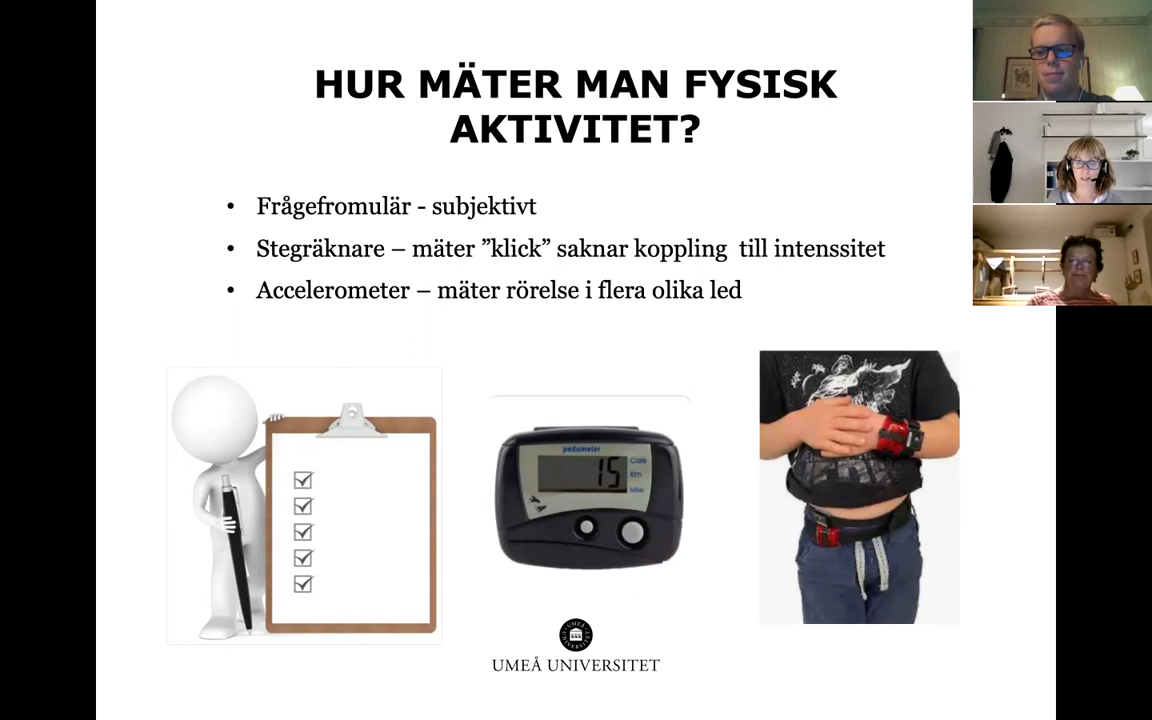 HUR MÄTER MAN FYSISK
AKTIVITET?
• Frågefromulär - subjektivt
• Stegräknare – mäter ”klick” saknar koppling till intenssitet
• Accelerometer – mäter rörelse i flera olika led
pedometer
15
Cals
Km
Mile
UMEÅ UNIVERSITET